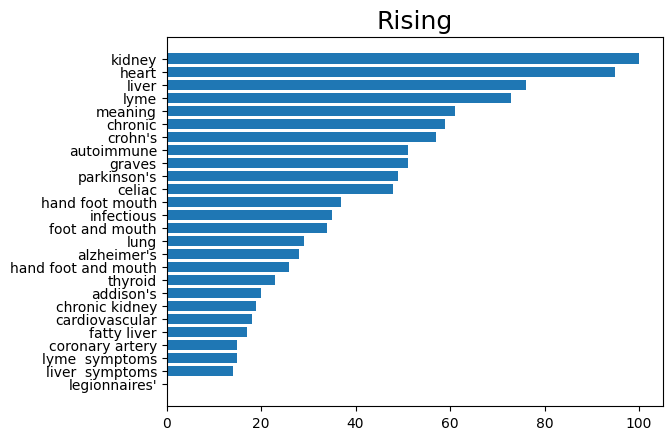 Rising
kidney
heart
liver
lyme
meaning
chronic
crohn's
autoimmune
graves
parkinson's
celiac
hand foot mouth
infectious
foot and mouth
lung
alzheimer's
hand foot and mouth
thyroid
addison's
chronic kidney
cardiovascular
fatty liver
coronary artery
lyme  symptoms
liver  symptoms
legionnaires'
0 20 40 60 80 100